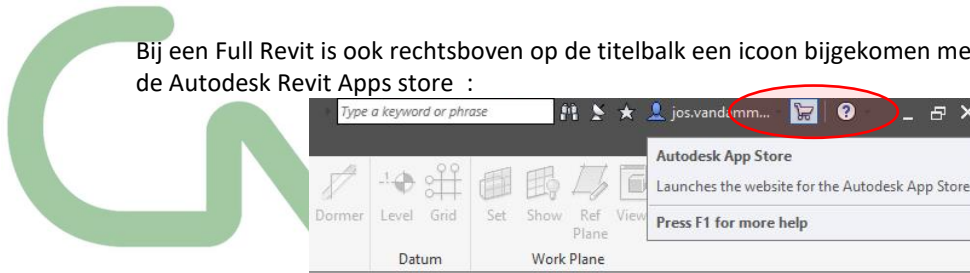 Bij een Full Revit is ook rechtsboven op de titelbalk een icoon bijgekomen me
de Autodesk Revit Apps store :
Type a keyword or phrase jos.vandamm...
Autodesk App Store
Launches the website for the Autodesk App Store
Press F1 for more help
Dormer Level Grid Set Show Ref Plane View
Datum Work Plane